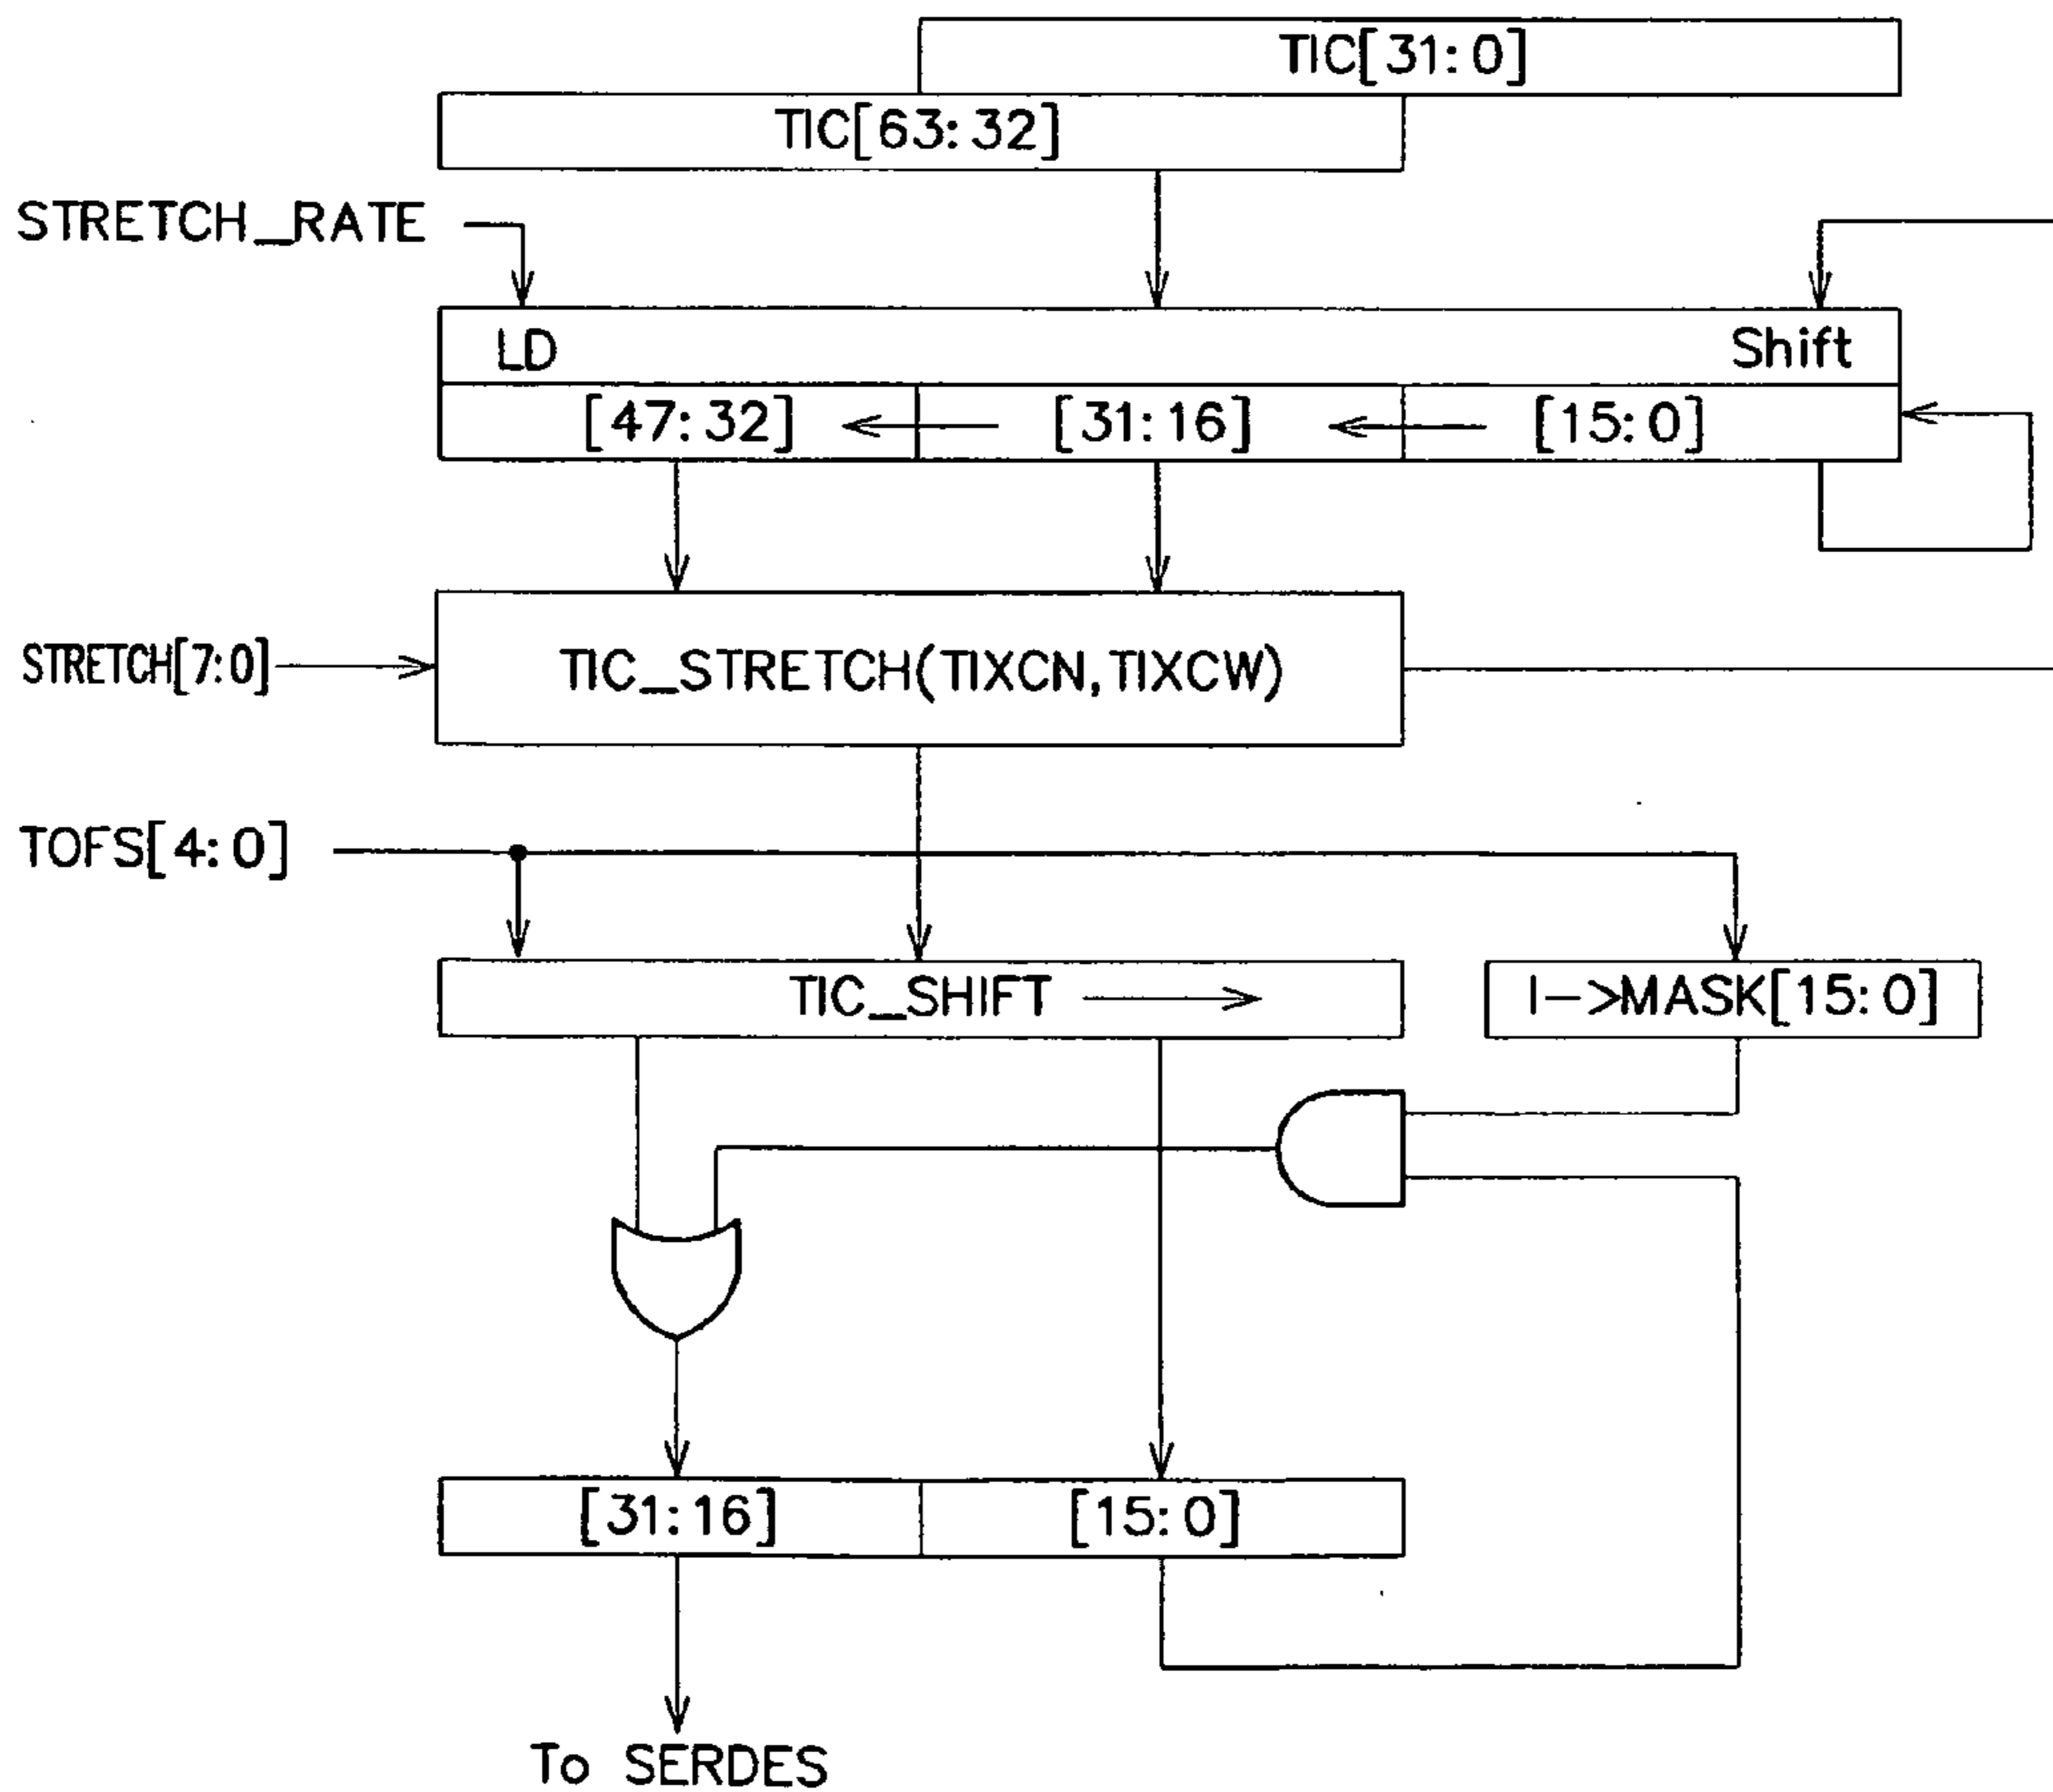 TIC[31:0]
TIC[63:32]
STRETCH_RATE
LD
Shift
[47:32]
[31:16]
[15:0]
STRETCH[7:0]
TIC_STRETCH(TIXCN,TIXCW)
TOFS[4:0]
TIC_SHIFT
I->MASK[15:0]
[31:16]
[15:0]
To SERDES